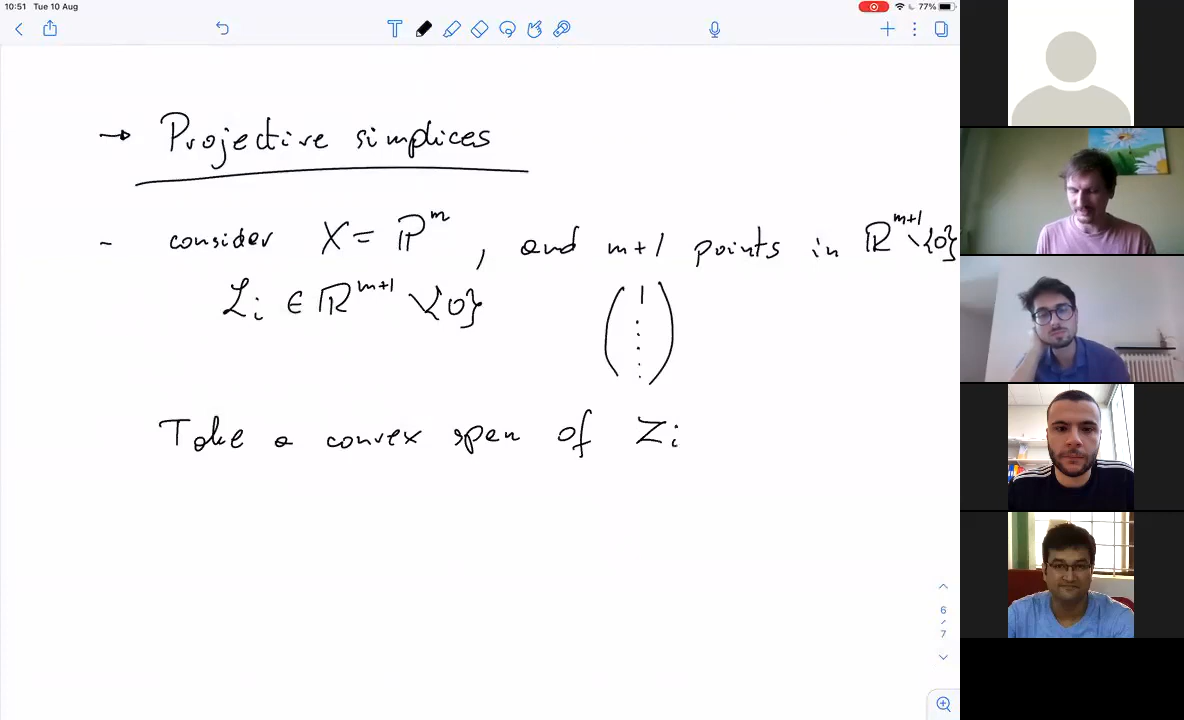 10:51 Tue 10 Aug
77%
→ Projective simplices
- consider X = ℙ^m, and m+1 points in ℝ^{m+1}\{0}
Z_i ∈ ℝ^{m+1} \{0}
( 1 ⋮ )
Take a convex span of Z_i
6
/
7